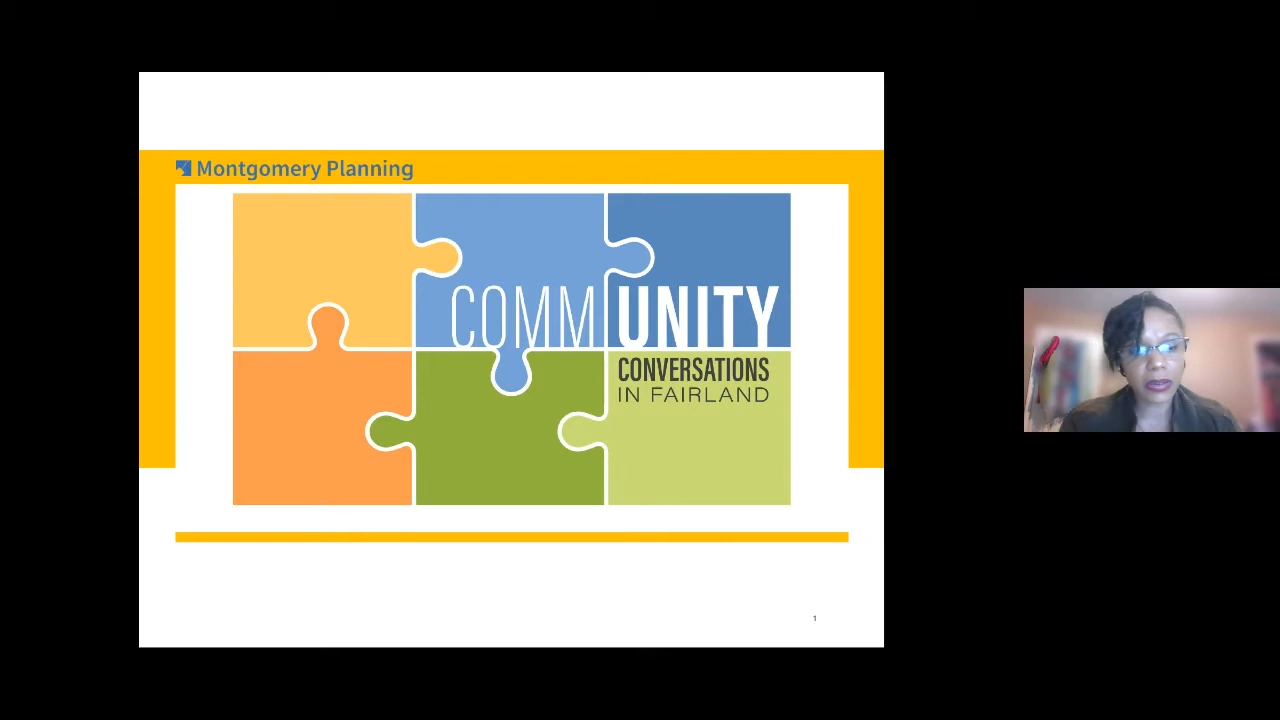 Montgomery Planning
COMMUNITY
CONVERSATIONS
IN FAIRLAND
1